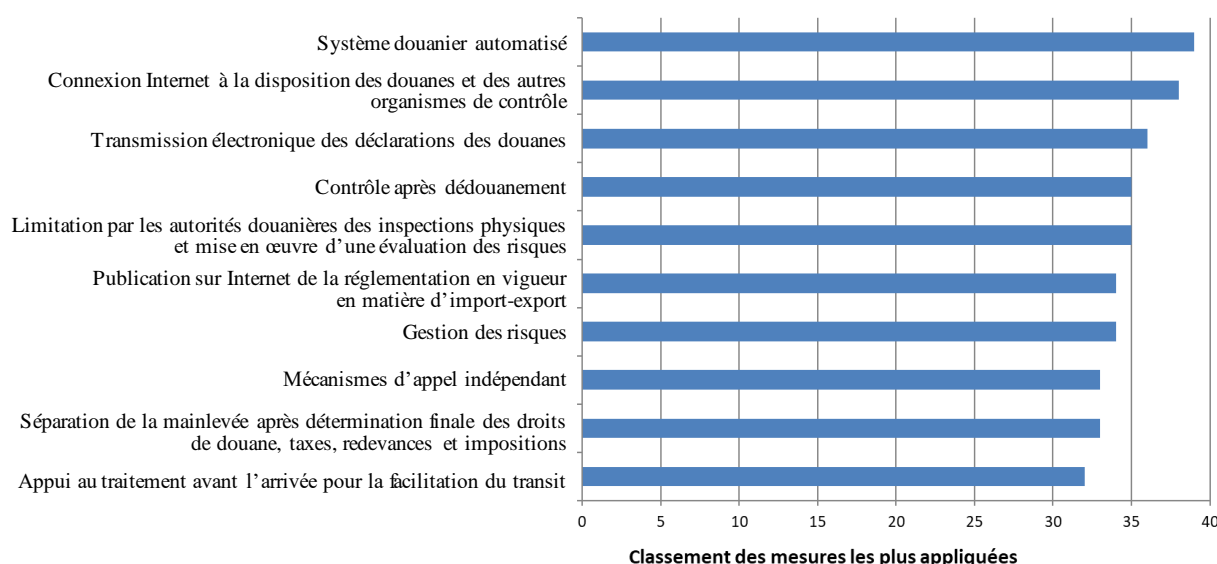 Système douanier automatisé
Connexion Internet à la disposition des douanes et des autres
organismes de contrôle
Transmission électronique des déclarations des douanes
Contrôle après dédouanement
Limitation par les autorités douanières des inspections physiques
et mise en œuvre d’une évaluation des risques
Publication sur Internet de la réglementation en vigueur
en matière d’import-export
Gestion des risques
Mécanismes d’appel indépendant
Séparation de la mainlevée après détermination finale des droits
de douane, taxes, redevances et impositions
Appui au traitement avant l’arrivée pour la facilitation du transit
0 5 10 15 20 25 30 35 40
Classement des mesures les plus appliquées